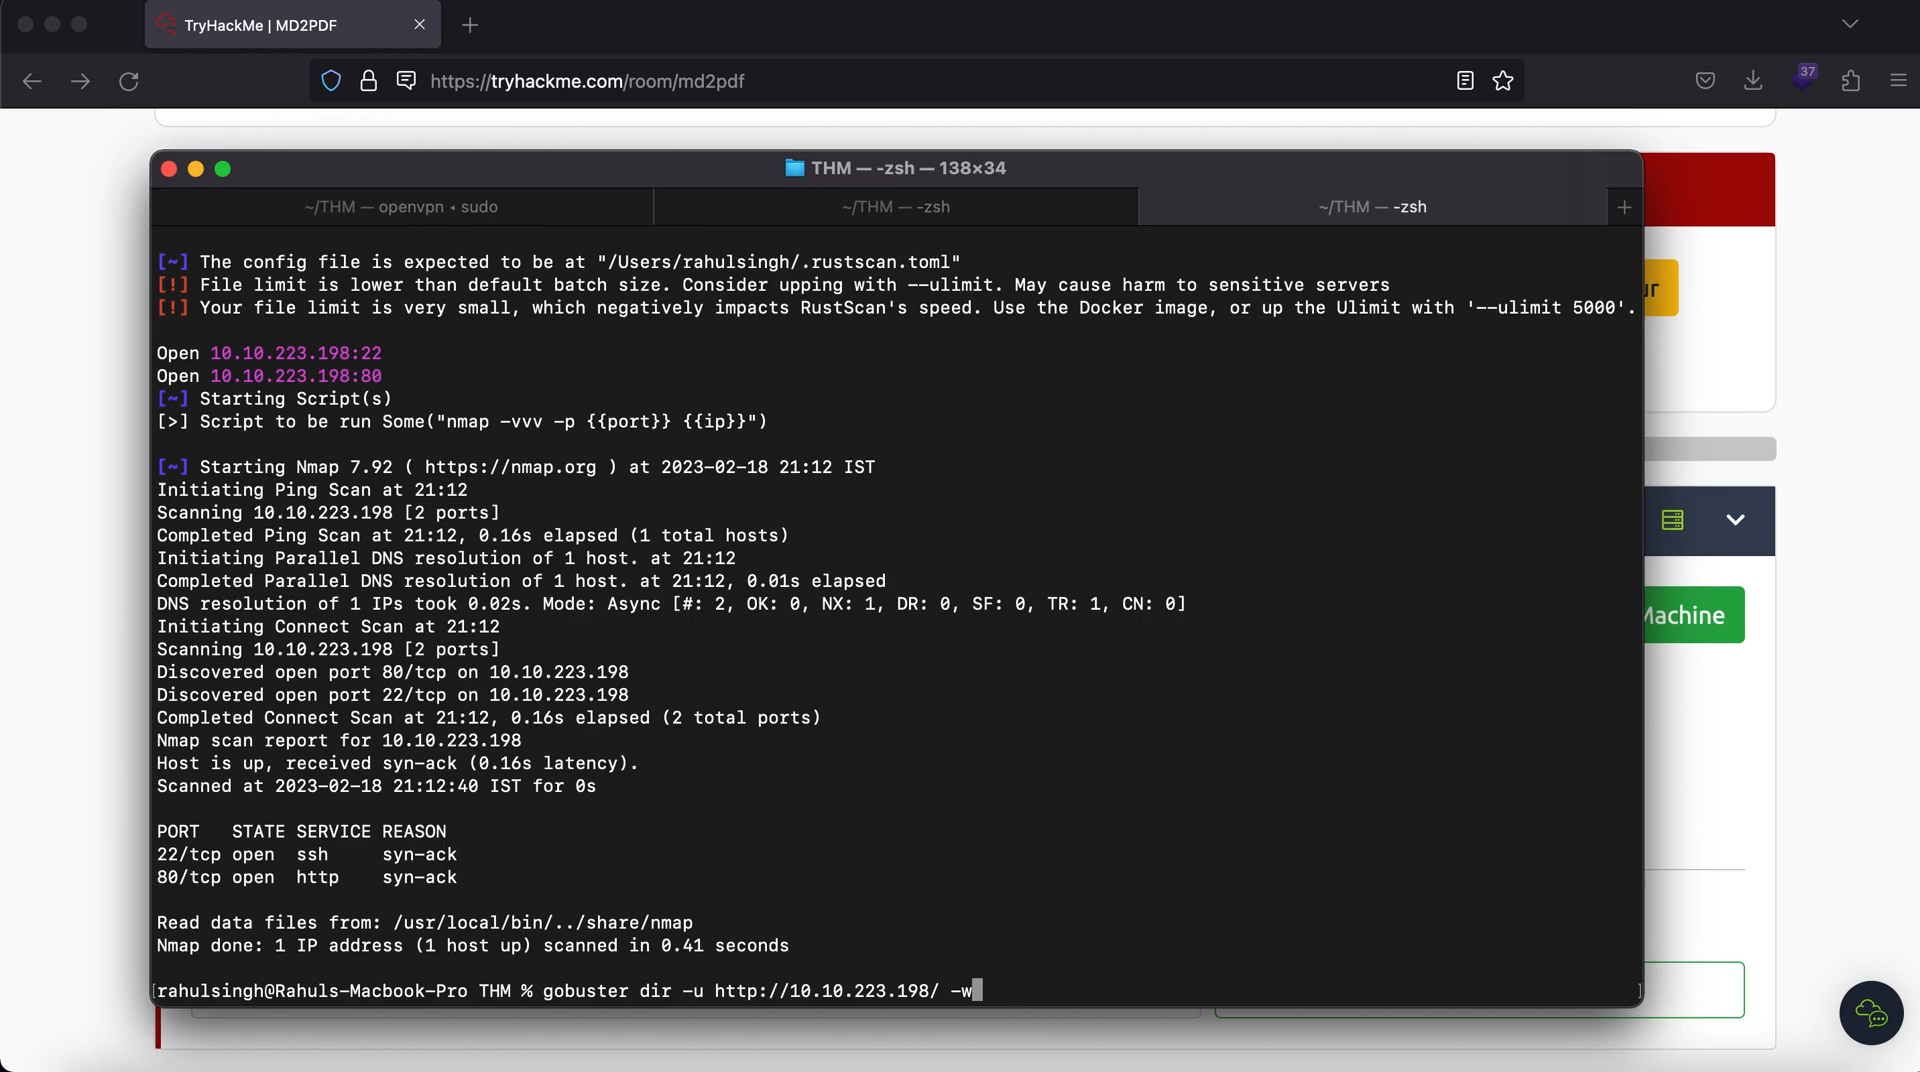 TryHackMe | MD2PDF
https://tryhackme.com/room/md2pdf
37
THM — -zsh — 138×34
~/THM — openvpn ◂ sudo
~/THM — -zsh
~/THM — -zsh
[~] The config file is expected to be at "/Users/rahulsingh/.rustscan.toml"
[!] File limit is lower than default batch size. Consider upping with --ulimit. May cause harm to sensitive servers
[!] Your file limit is very small, which negatively impacts RustScan's speed. Use the Docker image, or up the Ulimit with '--ulimit 5000'.
Open 10.10.223.198:22
Open 10.10.223.198:80
[~] Starting Script(s)
[>] Script to be run Some("nmap -vvv -p {{port}} {{ip}}")
[~] Starting Nmap 7.92 ( https://nmap.org ) at 2023-02-18 21:12 IST
Initiating Ping Scan at 21:12
Scanning 10.10.223.198 [2 ports]
Completed Ping Scan at 21:12, 0.16s elapsed (1 total hosts)
Initiating Parallel DNS resolution of 1 host. at 21:12
Completed Parallel DNS resolution of 1 host. at 21:12, 0.01s elapsed
DNS resolution of 1 IPs took 0.02s. Mode: Async [#: 2, OK: 0, NX: 1, DR: 0, SF: 0, TR: 1, CN: 0]
Initiating Connect Scan at 21:12
Scanning 10.10.223.198 [2 ports]
Discovered open port 80/tcp on 10.10.223.198
Discovered open port 22/tcp on 10.10.223.198
Completed Connect Scan at 21:12, 0.16s elapsed (2 total ports)
Nmap scan report for 10.10.223.198
Host is up, received syn-ack (0.16s latency).
Scanned at 2023-02-18 21:12:40 IST for 0s
PORT   STATE SERVICE REASON
22/tcp open  ssh     syn-ack
80/tcp open  http    syn-ack
Read data files from: /usr/local/bin/../share/nmap
Nmap done: 1 IP address (1 host up) scanned in 0.41 seconds
[rahulsingh@Rahuls-Macbook-Pro THM % gobuster dir -u http://10.10.223.198/ -w ]
Machine